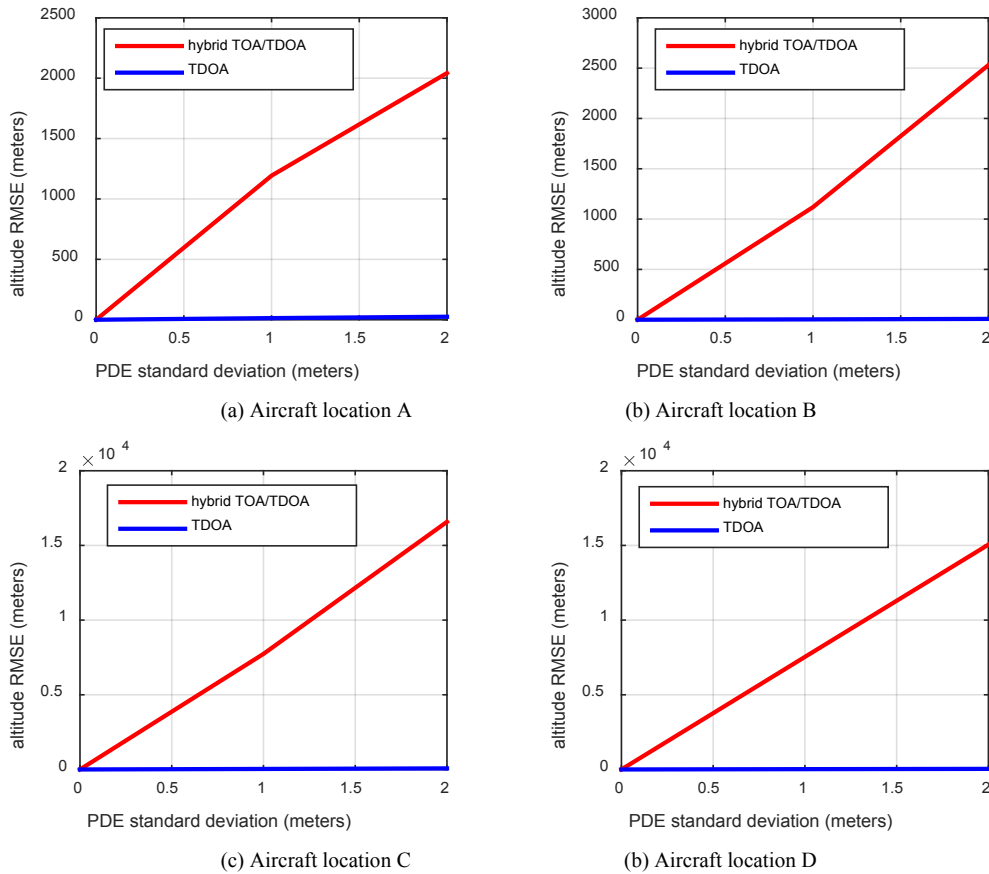 2500
2000
1500
1000
500
0
altitude RMSE (meters)
hybrid TOA/TDOA
TDOA
0 0.5 1 1.5 2
PDE standard deviation (meters)
(a) Aircraft location A
3000
2500
2000
1500
1000
500
0
altitude RMSE (meters)
hybrid TOA/TDOA
TDOA
0 0.5 1 1.5 2
PDE standard deviation (meters)
(b) Aircraft location B
× 10 4
2
1.5
1
0.5
0
altitude RMSE (meters)
hybrid TOA/TDOA
TDOA
0 0.5 1 1.5 2
PDE standard deviation (meters)
(c) Aircraft location C
× 10 4
2
1.5
1
0.5
0
altitude RMSE (meters)
hybrid TOA/TDOA
TDOA
0 0.5 1 1.5 2
PDE standard deviation (meters)
(b) Aircraft location D